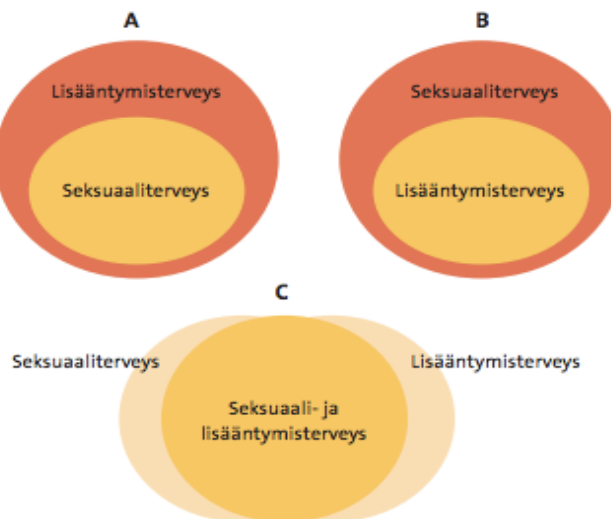 A
Lisääntymisterveys
Seksuaaliterveys
B
Seksuaaliterveys
Lisääntymisterveys
C
Seksuaaliterveys
Seksuaali- ja
lisääntymisterveys
Lisääntymisterveys